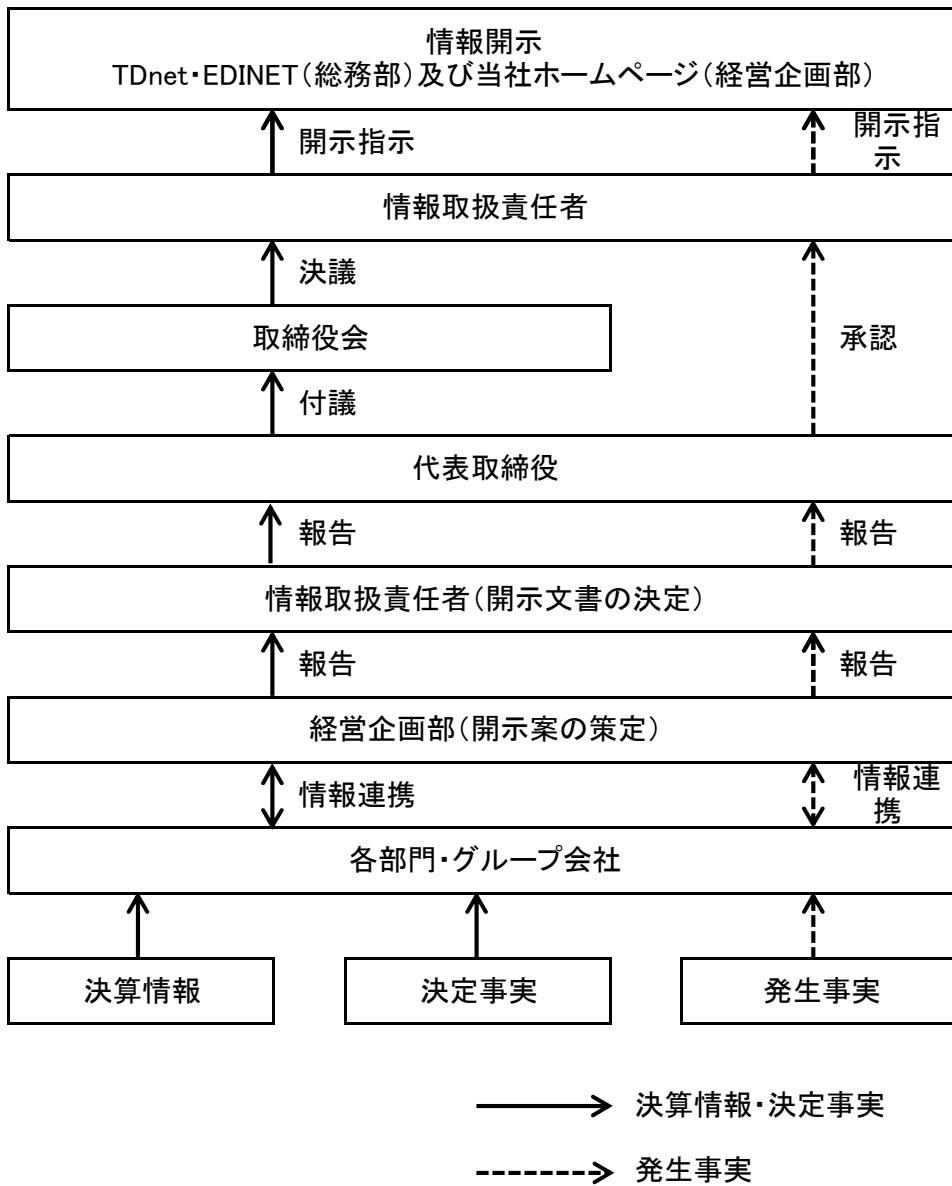 情報開示
TDnet・EDINET(総務部)及び当社ホームページ(経営企画部)
開示指示
開示指
示
情報取扱責任者
決議
取締役会
承認
付議
代表取締役
報告
報告
情報取扱責任者(開示文書の決定)
報告
報告
経営企画部(開示案の策定)
情報連携
情報連
携
各部門・グループ会社
決算情報
決定事実
発生事実
決算情報・決定事実
発生事実